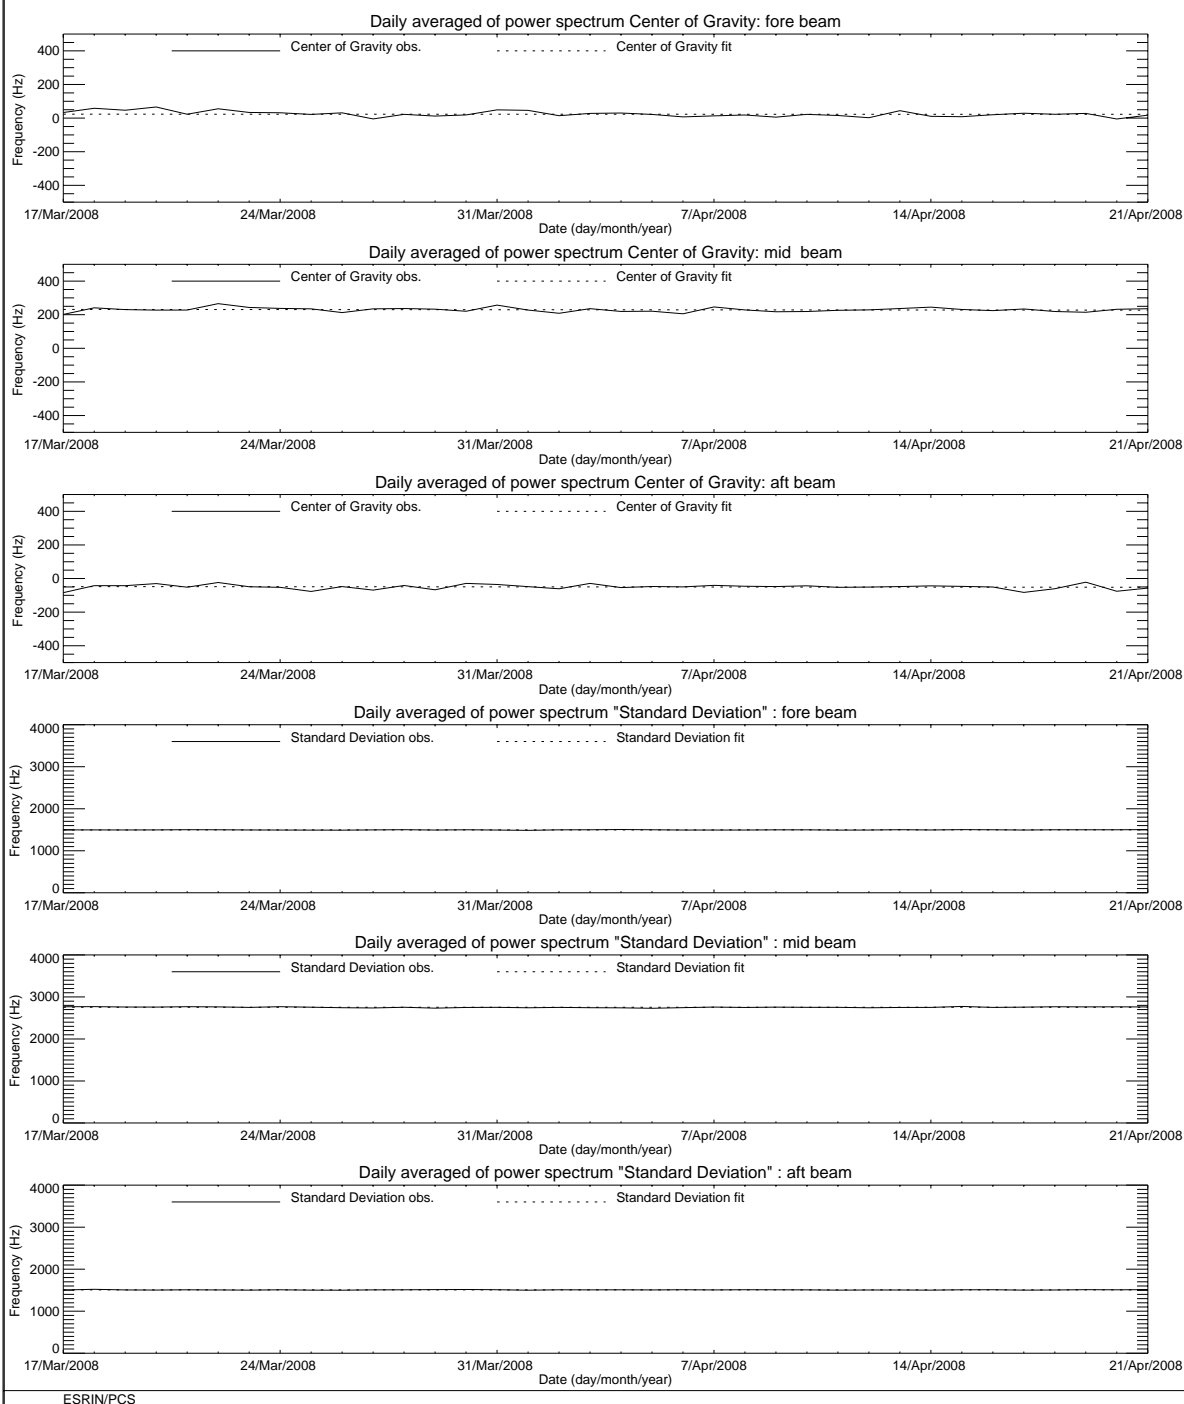 Daily averaged of power spectrum Center of Gravity: fore beam
Center of Gravity obs.
Center of Gravity fit
Frequency (Hz)
400
200
0
-200
-400
17/Mar/2008
24/Mar/2008
31/Mar/2008
7/Apr/2008
14/Apr/2008
21/Apr/2008
Date (day/month/year)
Daily averaged of power spectrum Center of Gravity: mid  beam
Center of Gravity obs.
Center of Gravity fit
Frequency (Hz)
400
200
0
-200
-400
17/Mar/2008
24/Mar/2008
31/Mar/2008
7/Apr/2008
14/Apr/2008
21/Apr/2008
Date (day/month/year)
Daily averaged of power spectrum Center of Gravity: aft beam
Center of Gravity obs.
Center of Gravity fit
Frequency (Hz)
400
200
0
-200
-400
17/Mar/2008
24/Mar/2008
31/Mar/2008
7/Apr/2008
14/Apr/2008
21/Apr/2008
Date (day/month/year)
Daily averaged of power spectrum "Standard Deviation" : fore beam
Standard Deviation obs.
Standard Deviation fit
Frequency (Hz)
4000
3000
2000
1000
0
17/Mar/2008
24/Mar/2008
31/Mar/2008
7/Apr/2008
14/Apr/2008
21/Apr/2008
Date (day/month/year)
Daily averaged of power spectrum "Standard Deviation" : mid beam
Standard Deviation obs.
Standard Deviation fit
Frequency (Hz)
4000
3000
2000
1000
0
17/Mar/2008
24/Mar/2008
31/Mar/2008
7/Apr/2008
14/Apr/2008
21/Apr/2008
Date (day/month/year)
Daily averaged of power spectrum "Standard Deviation" : aft beam
Standard Deviation obs.
Standard Deviation fit
Frequency (Hz)
4000
3000
2000
1000
0
17/Mar/2008
24/Mar/2008
31/Mar/2008
7/Apr/2008
14/Apr/2008
21/Apr/2008
Date (day/month/year)
ESRIN/PCS